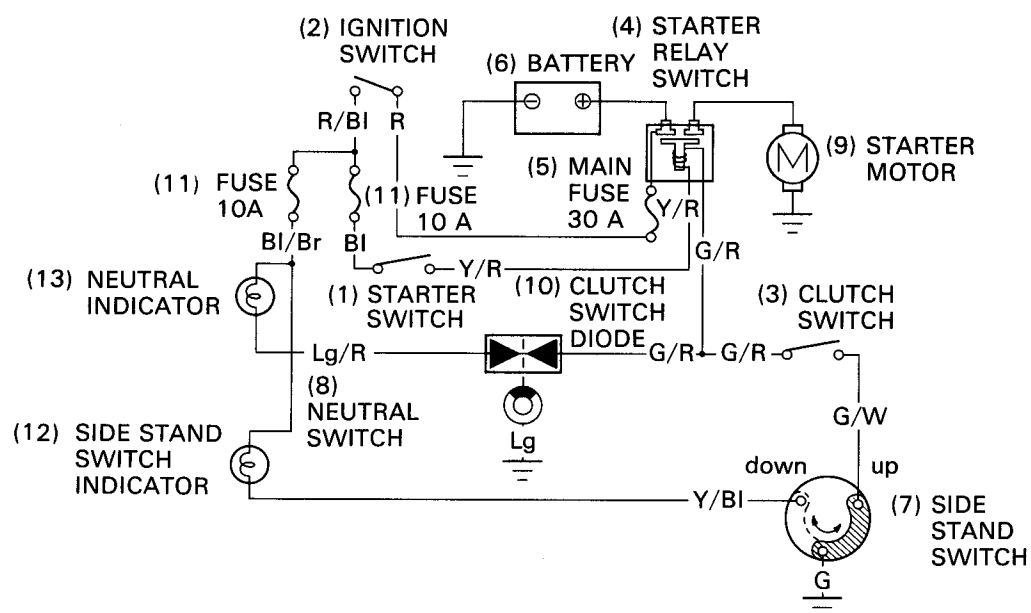 (2) IGNITION
SWITCH
(4) STARTER
RELAY
SWITCH
(6) BATTERY
R/Bl
R
(9) STARTER
MOTOR
M
(5) MAIN
FUSE
30 A
(11) FUSE
10A
(11) FUSE
10 A
Y/R
G/R
Bl/Br
Bl
Y/R
(13) NEUTRAL
INDICATOR
(1) STARTER
SWITCH
(10) CLUTCH
SWITCH
DIODE
(3) CLUTCH
SWITCH
Lg/R
G/R
G/R
(8)
NEUTRAL
SWITCH
Lg
G/W
(12) SIDE STAND
SWITCH
INDICATOR
down
up
Y/Bl
(7) SIDE
STAND
SWITCH
G